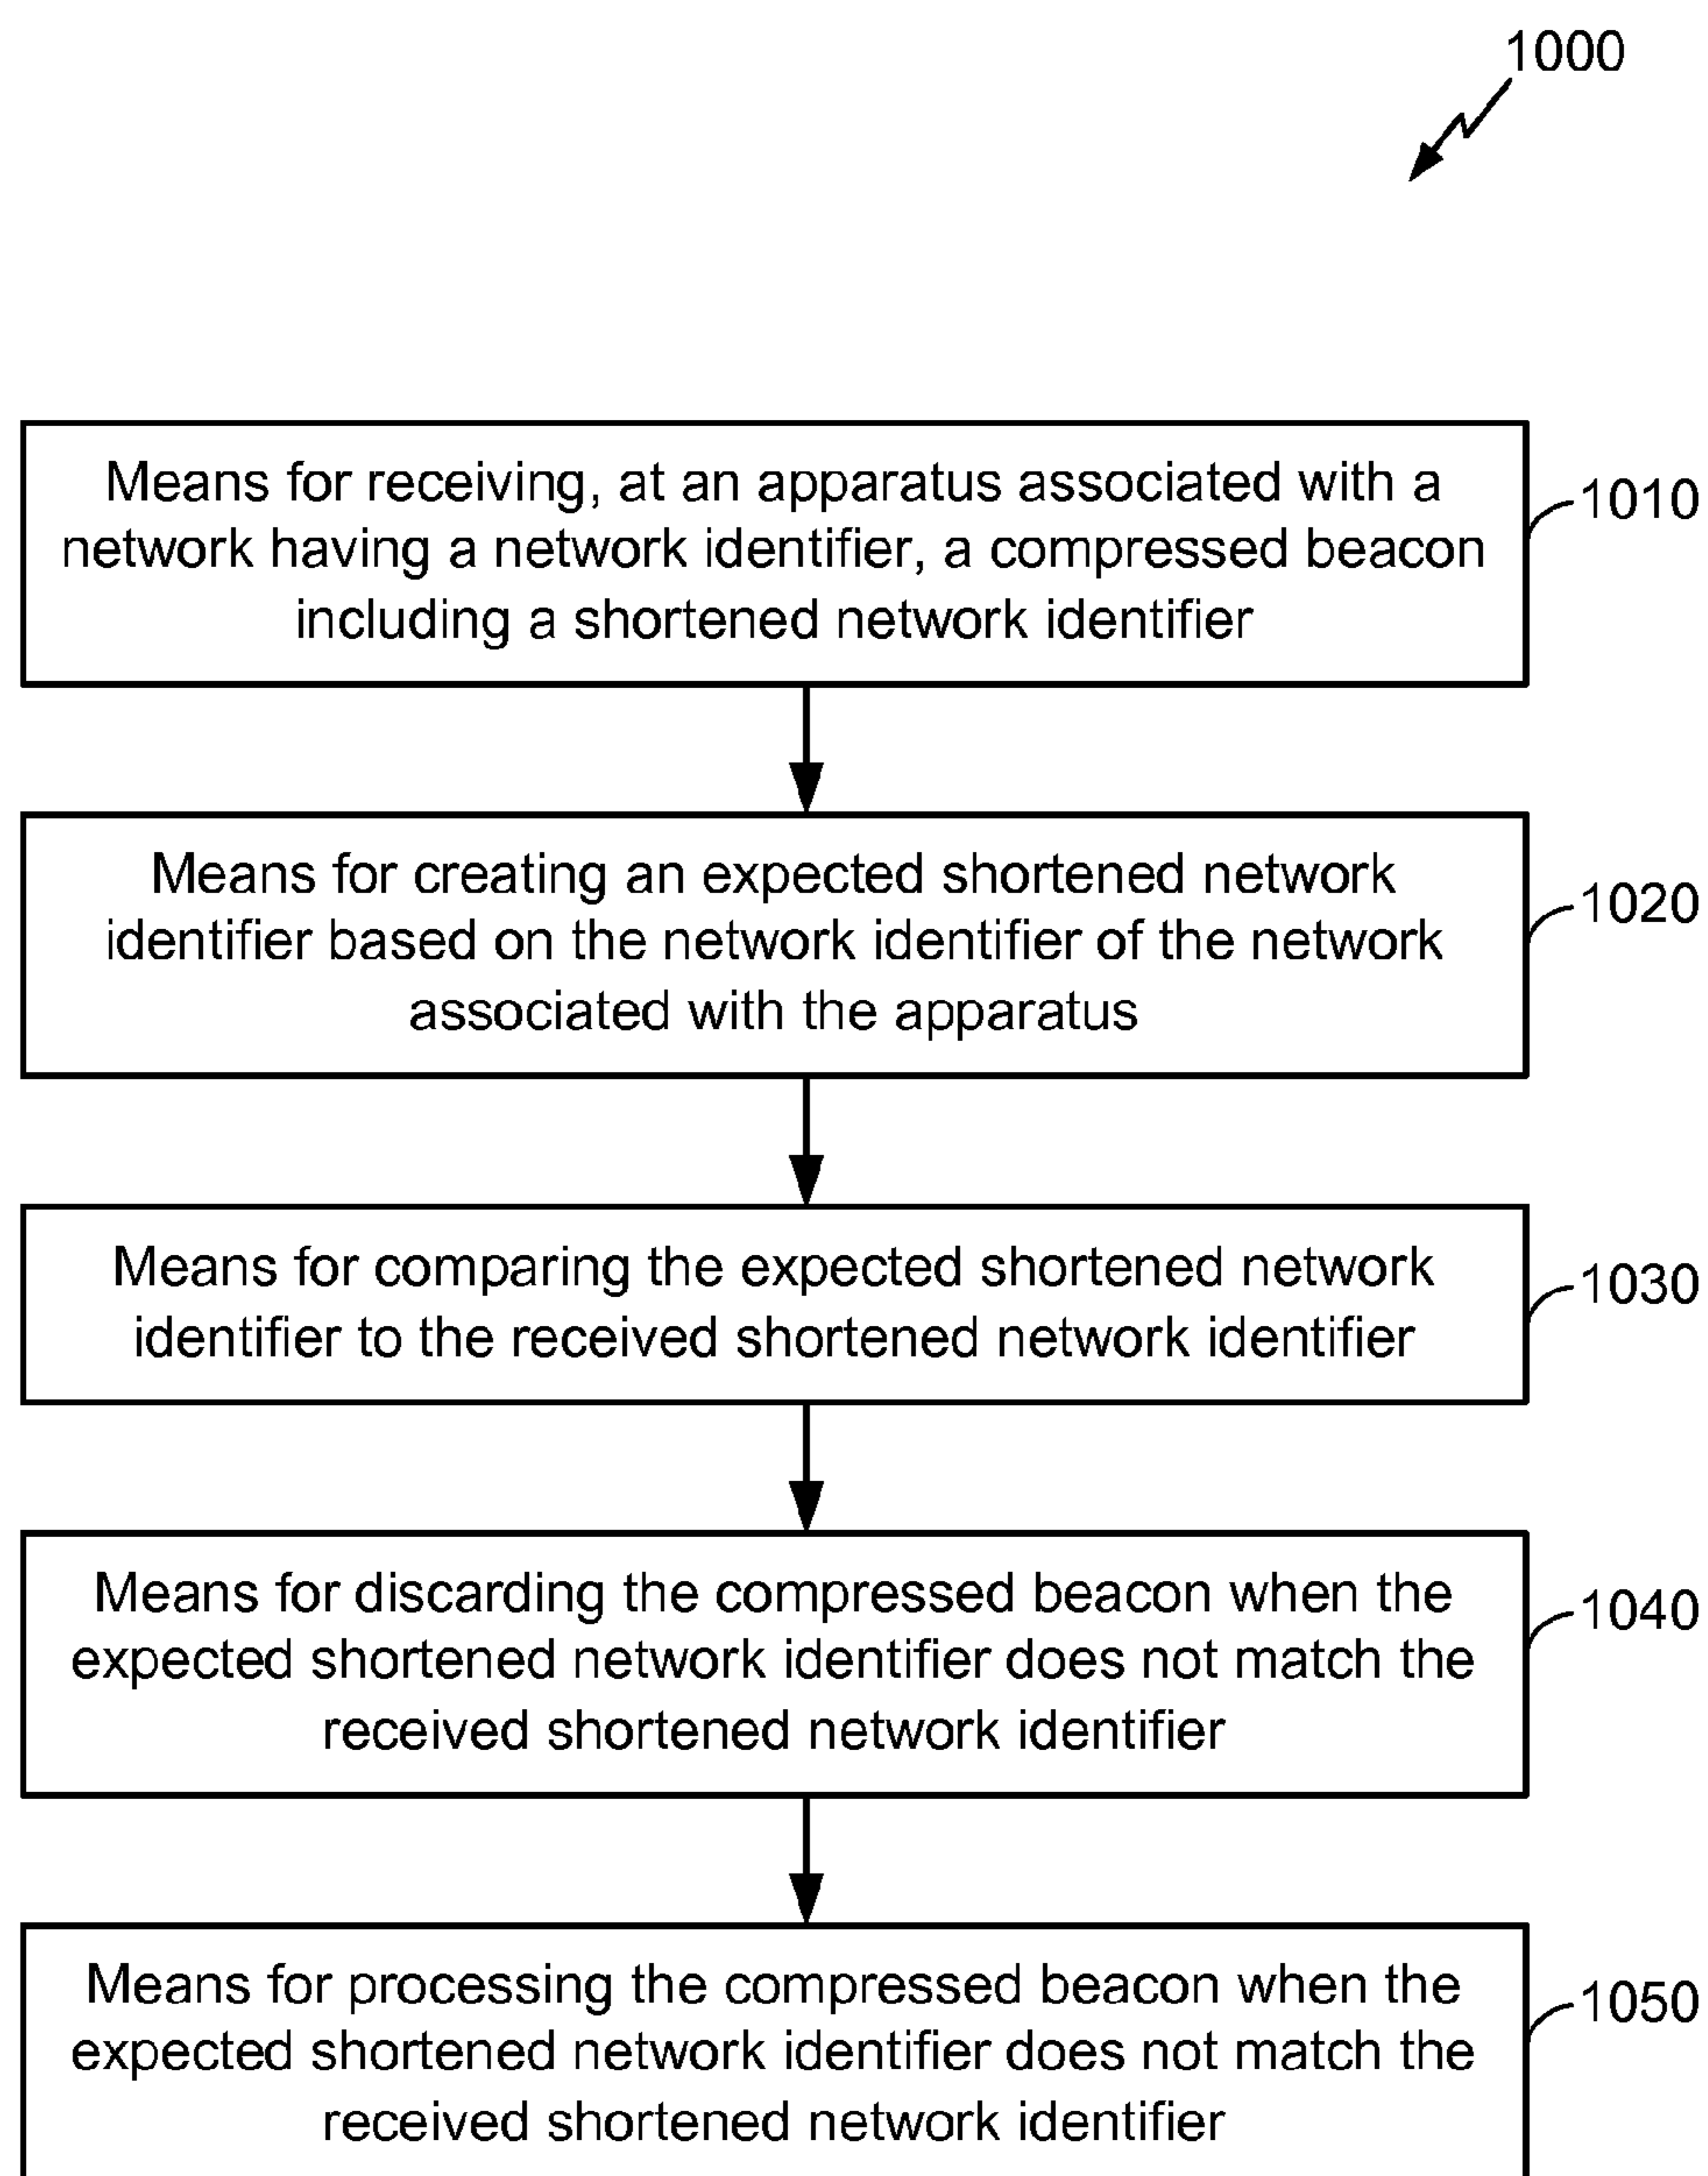 1000
Means for receiving, at an apparatus associated with a
network having a network identifier, a compressed beacon
including a shortened network identifier
1010
Means for creating an expected shortened network
identifier based on the network identifier of the network
associated with the apparatus
1020
Means for comparing the expected shortened network
identifier to the received shortened network identifier
1030
Means for discarding the compressed beacon when the
expected shortened network identifier does not match the
received shortened network identifier
1040
Means for processing the compressed beacon when the
expected shortened network identifier does not match the
received shortened network identifier
1050